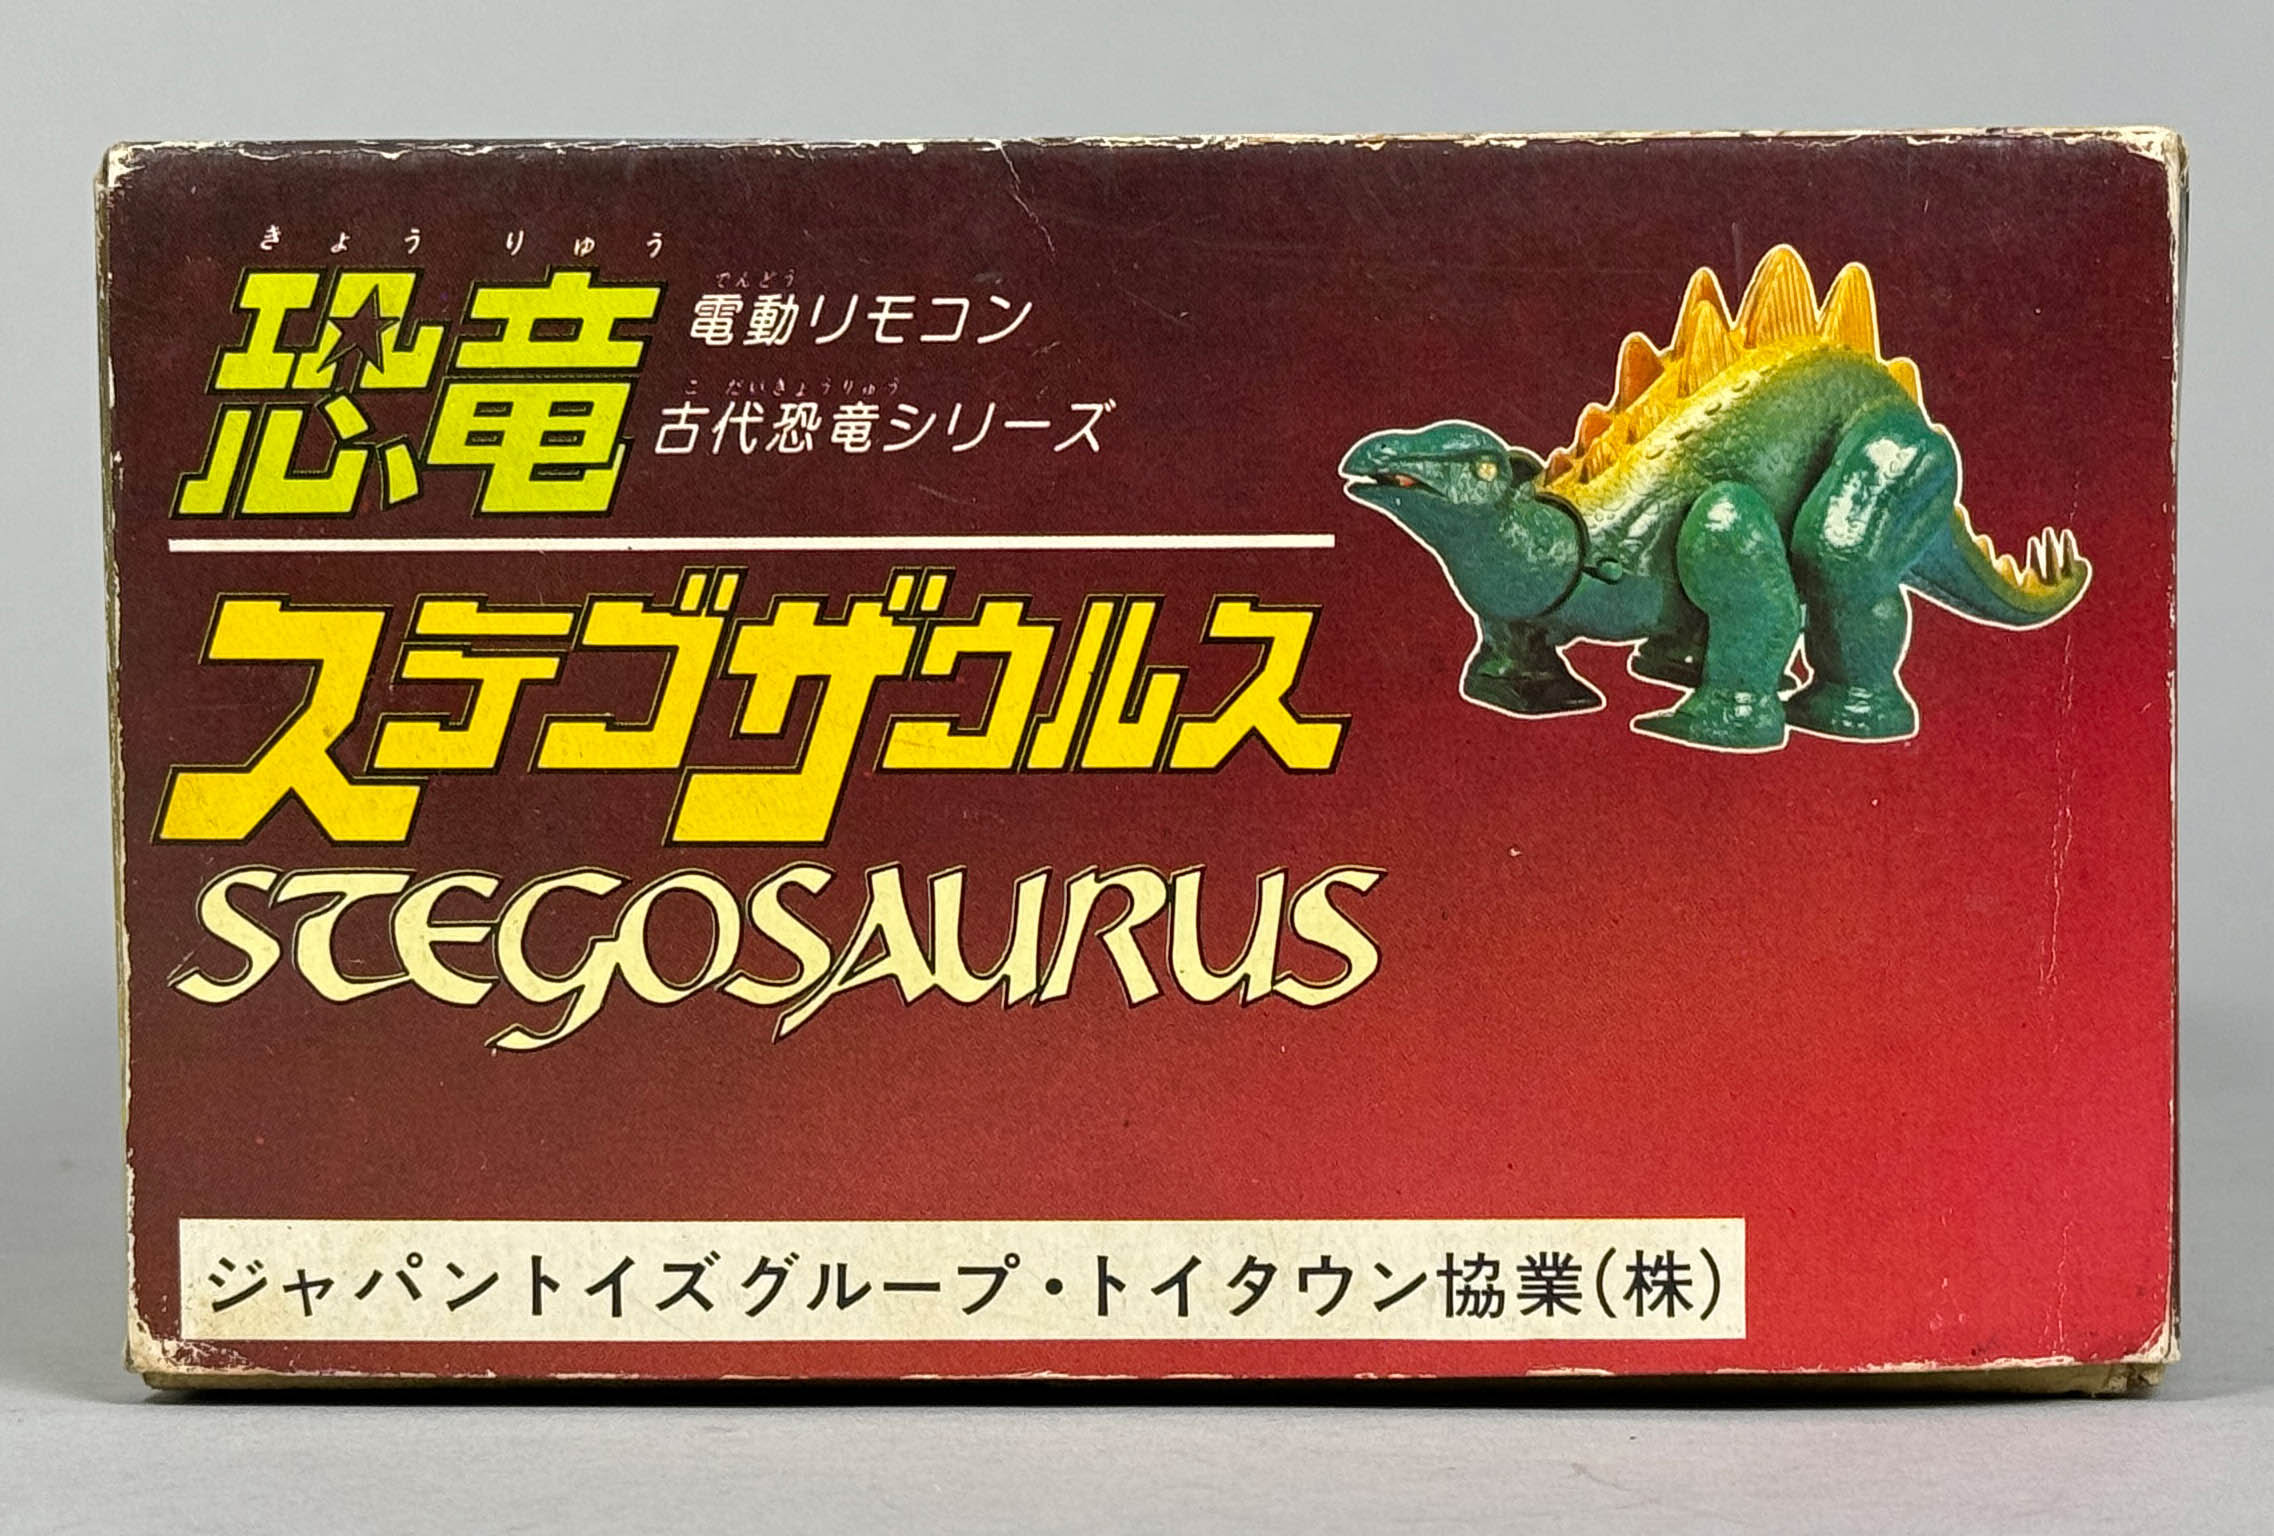 きょうりゅう
恐竜
でんどう
電動リモコン
こだいきょうりゅう
古代恐竜シリーズ
ステゴザウルス
STEGOSAURUS
ジャパントイズグループ・トイタウン協業(株)